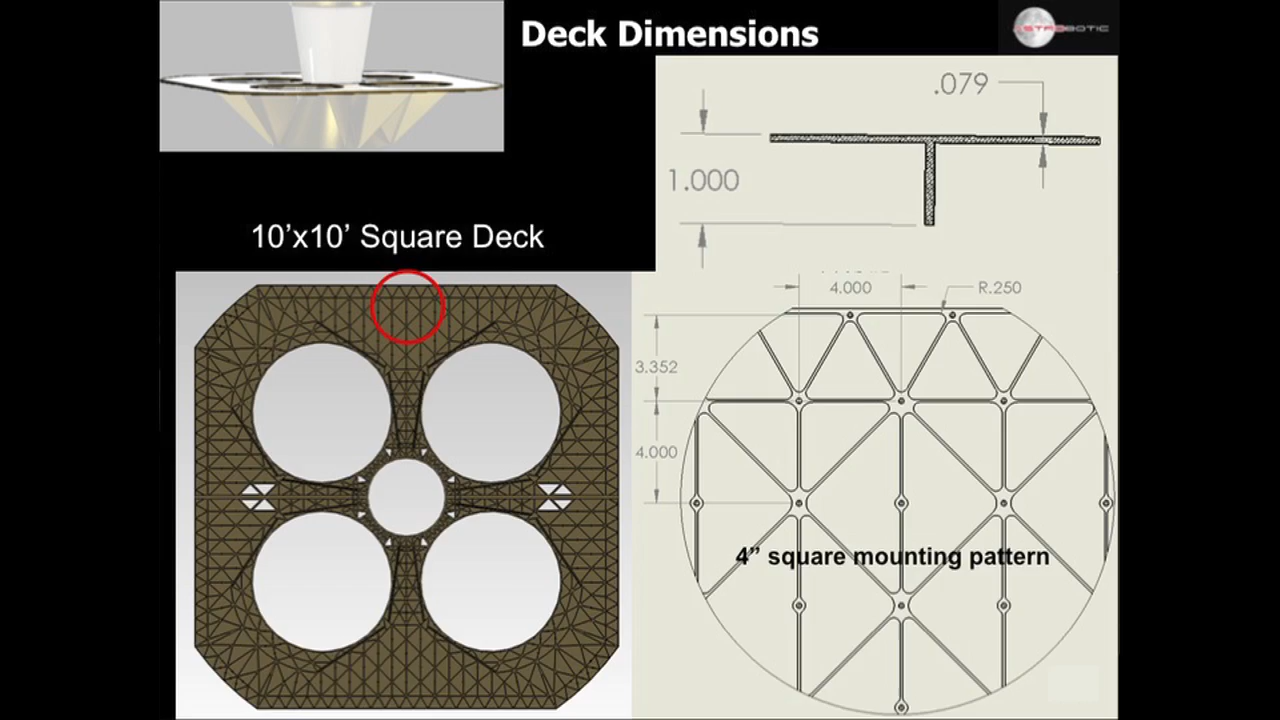 Deck Dimensions
ASTROBOTIC
.079
1.000
10’x10’ Square Deck
4.000
R.250
3.352
4.000
4” square mounting pattern